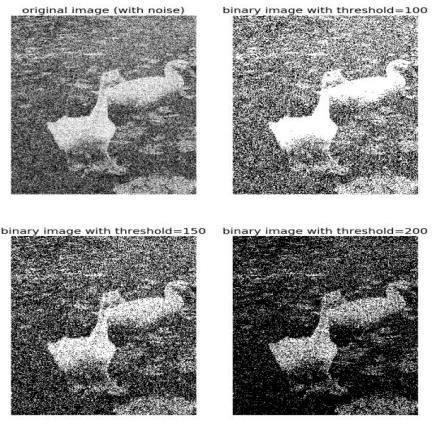 original image (with noise)
binary image with threshold=100
binary image with threshold=150
binary image with threshold=200